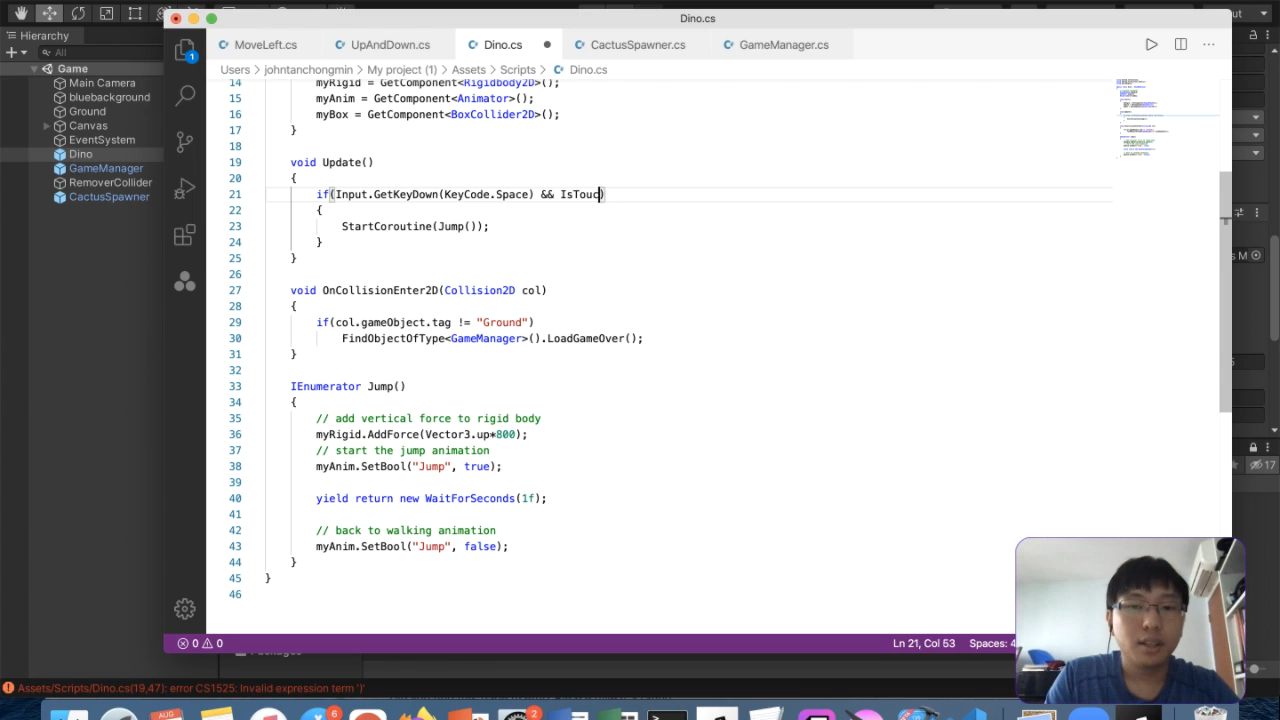 Dino.cs
Hierarchy
All
Game
Main Camera
bluebackground
Ground
Canvas
EventSystem
Dino
GameManager
RemoverCollider
CactusSpawner
1
MoveLeft.cs
UpAndDown.cs
Dino.cs
CactusSpawner.cs
GameManager.cs
Users > johntanchongmin > My project (1) > Assets > Scripts > Dino.cs
14 myRigid = GetComponent<Rigidbody2D>();
15 myAnim = GetComponent<Animator>();
16 myBox = GetComponent<BoxCollider2D>();
17 }
18
19 void Update()
20 {
21 if(Input.GetKeyDown(KeyCode.Space) && IsTouc)
22 {
23 StartCoroutine(Jump());
24 }
25 }
26
27 void OnCollisionEnter2D(Collision2D col)
28 {
29 if(col.gameObject.tag != "Ground")
30 FindObjectOfType<GameManager>().LoadGameOver();
31 }
32
33 IEnumerator Jump()
34 {
35 // add vertical force to rigid body
36 myRigid.AddForce(Vector3.up*800);
37 // start the jump animation
38 myAnim.SetBool("Jump", true);
39
40 yield return new WaitForSeconds(1f);
41
42 // back to walking animation
43 myAnim.SetBool("Jump", false);
44 }
45 }
46
0 0
Ln 21, Col 53 Spaces: 4
17
Assets/Scripts/Dino.cs(19,47): error CS1525: Invalid expression term ')'
AUG
6
2